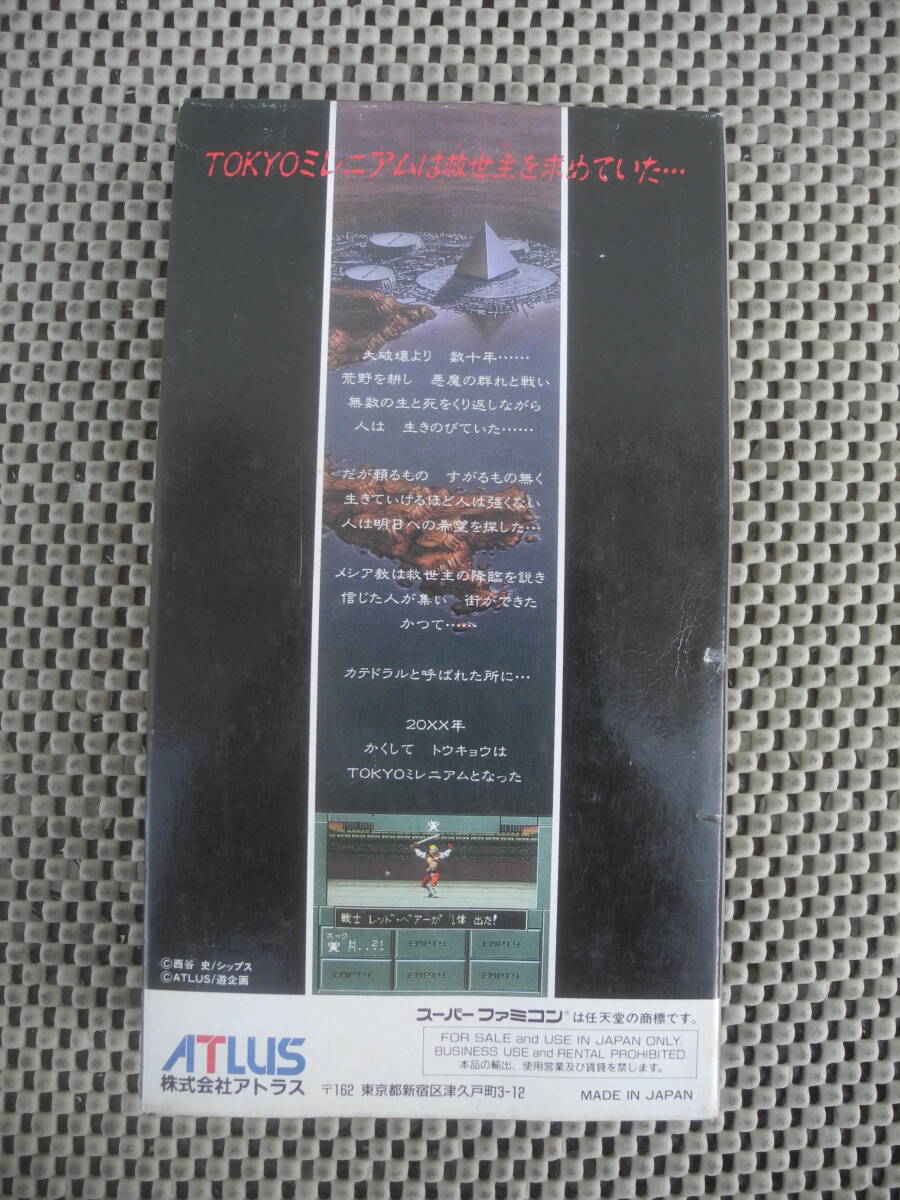 TOKYOミレニアムは救世主を求めていた…
大破壊より 数十年……
荒野を耕し 悪魔の群れと戦い
無数の生と死をくり返しながら
人は 生きのびていた……
だが頼るもの すがるもの無く
生きていけるほど人は強くない
人は明日への希望を探した…
メシア教は救世主の降臨を説き
信じた人が集い 街ができた
かつて……
カテドラルと呼ばれた所に…
20XX年
かくして トウキョウは
TOKYOミレニアムとなった
戦士 レッド・ベアーが 1体 出た!
ホーク
EMPTY EMPTY
EMPTY EMPTY EMPTY
©西谷 史/シップス
©ATLUS/遊企画
スーパーファミコン®は任天堂の商標です。
FOR SALE and USE IN JAPAN ONLY.
BUSINESS USE and RENTAL PROHIBITED.
本品の輸出、使用営業及び賃貸を禁じます。
ATLUS
株式会社アトラス
〒162 東京都新宿区津久戸町3-12
MADE IN JAPAN